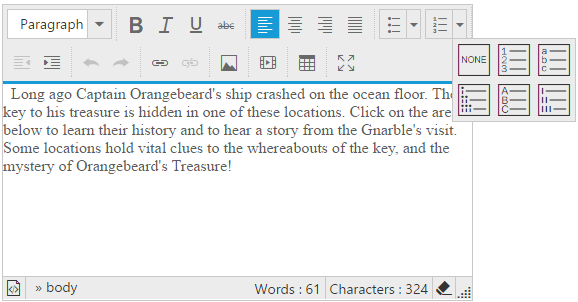 Paragraph B I U abc
NONE 1 2 3 a b c
A B C I II III
Long ago Captain Orangebeard's ship crashed on the ocean floor. The
key to his treasure is hidden in one of these locations. Click on the are
below to learn their history and to hear a story from the Gnarble's visit.
Some locations hold vital clues to the whereabouts of the key, and the
mystery of Orangebeard's Treasure!
» body Words : 61 Characters : 324